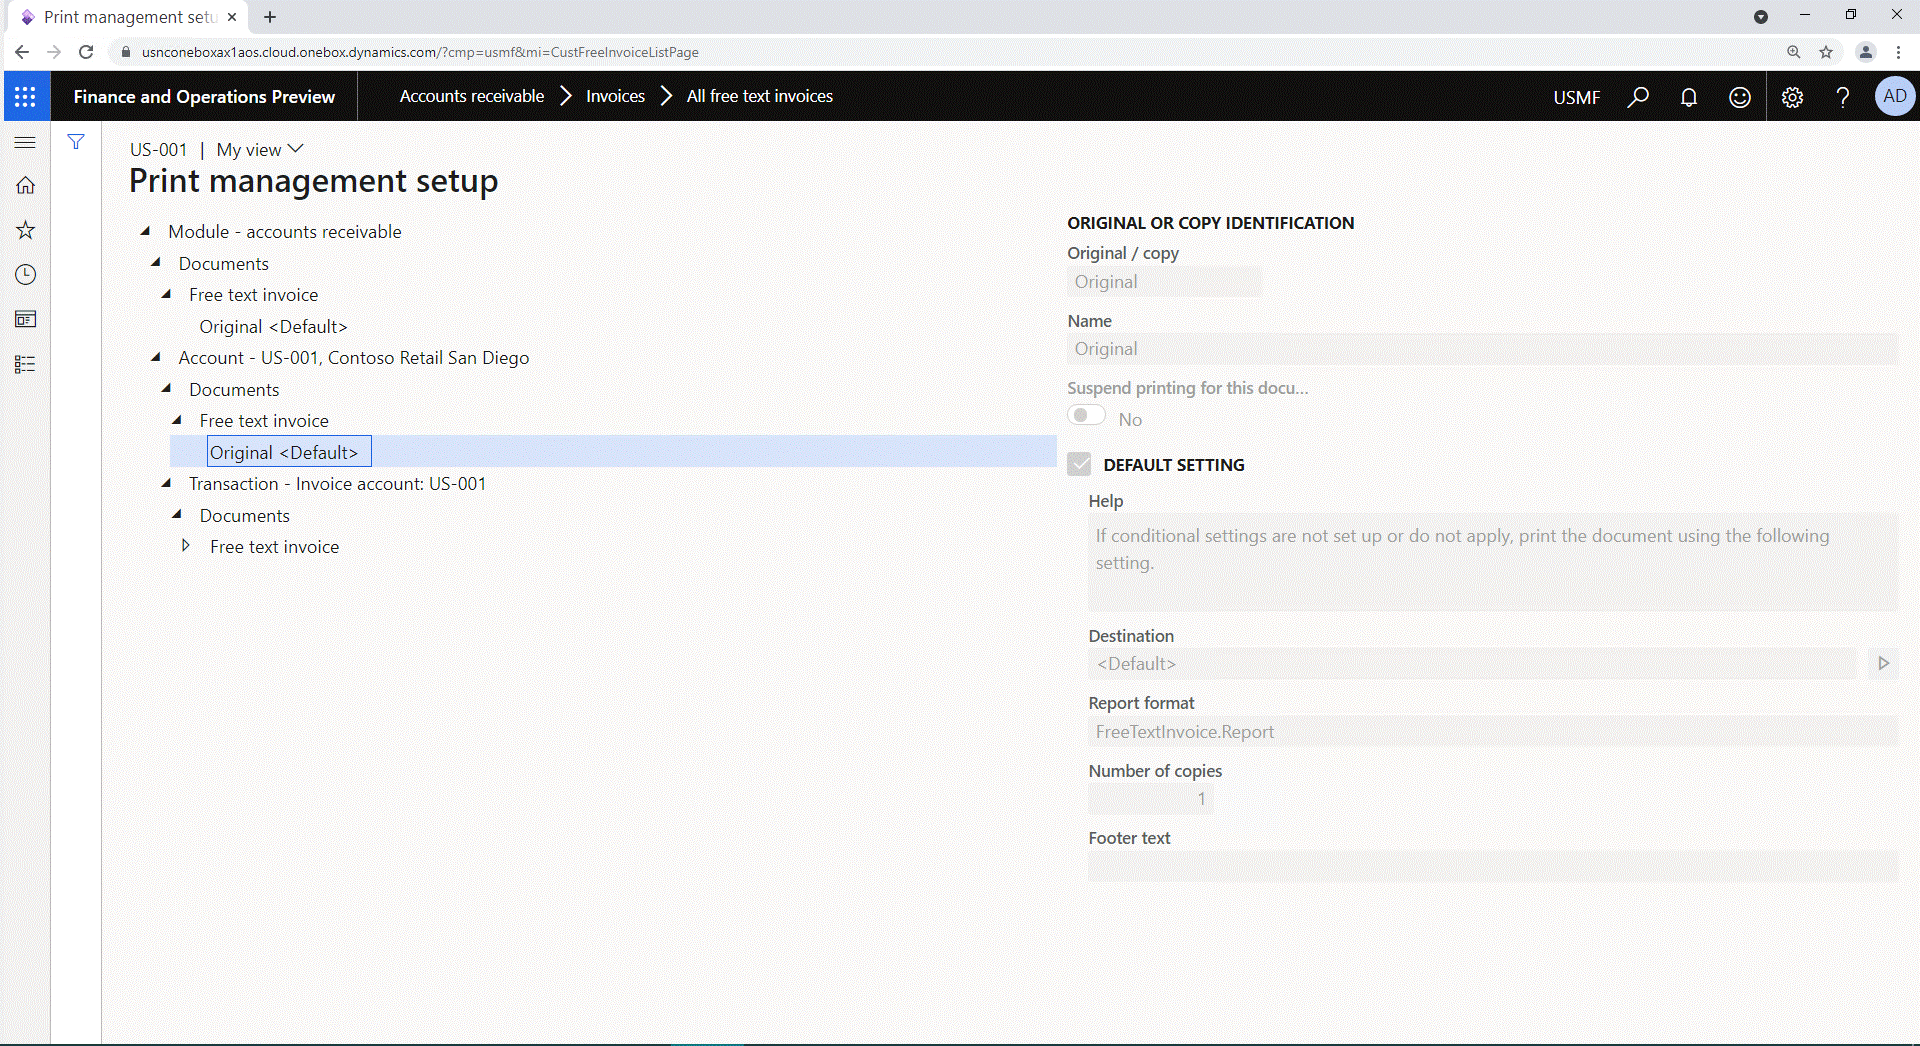 Print management setu
usnconeboxax1aos.cloud.onebox.dynamics.com/?cmp=usmf&mi=CustFreeInvoiceListPage
Finance and Operations Preview
Accounts receivable
Invoices
All free text invoices
USMF
?
AD
US-001 | My view
Print management setup
Module - accounts receivable
Documents
Free text invoice
Original <Default>
Account - US-001, Contoso Retail San Diego
Documents
Free text invoice
Original <Default>
Transaction - Invoice account: US-001
Documents
Free text invoice
ORIGINAL OR COPY IDENTIFICATION
Original / copy
Original
Name
Original
Suspend printing for this docu...
No
DEFAULT SETTING
Help
If conditional settings are not set up or do not apply, print the document using the following
setting.
Destination
<Default>
Report format
FreeTextInvoice.Report
Number of copies
1
Footer text